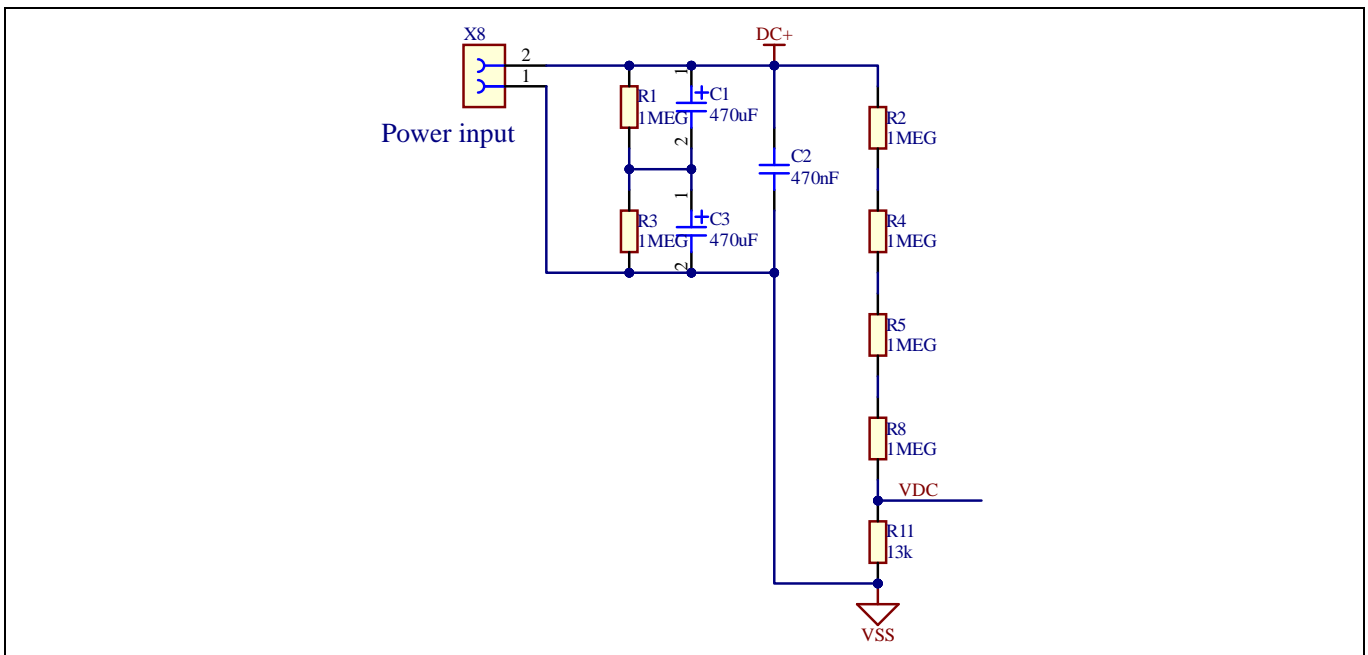 X8
2
1
Power input
DC+
1
R1
1MEG
C1
470uF
2
R2
1MEG
C2
470nF
1
R3
1MEG
C3
470uF
2
R4
1MEG
R5
1MEG
R8
1MEG
VDC
R11
13k
VSS